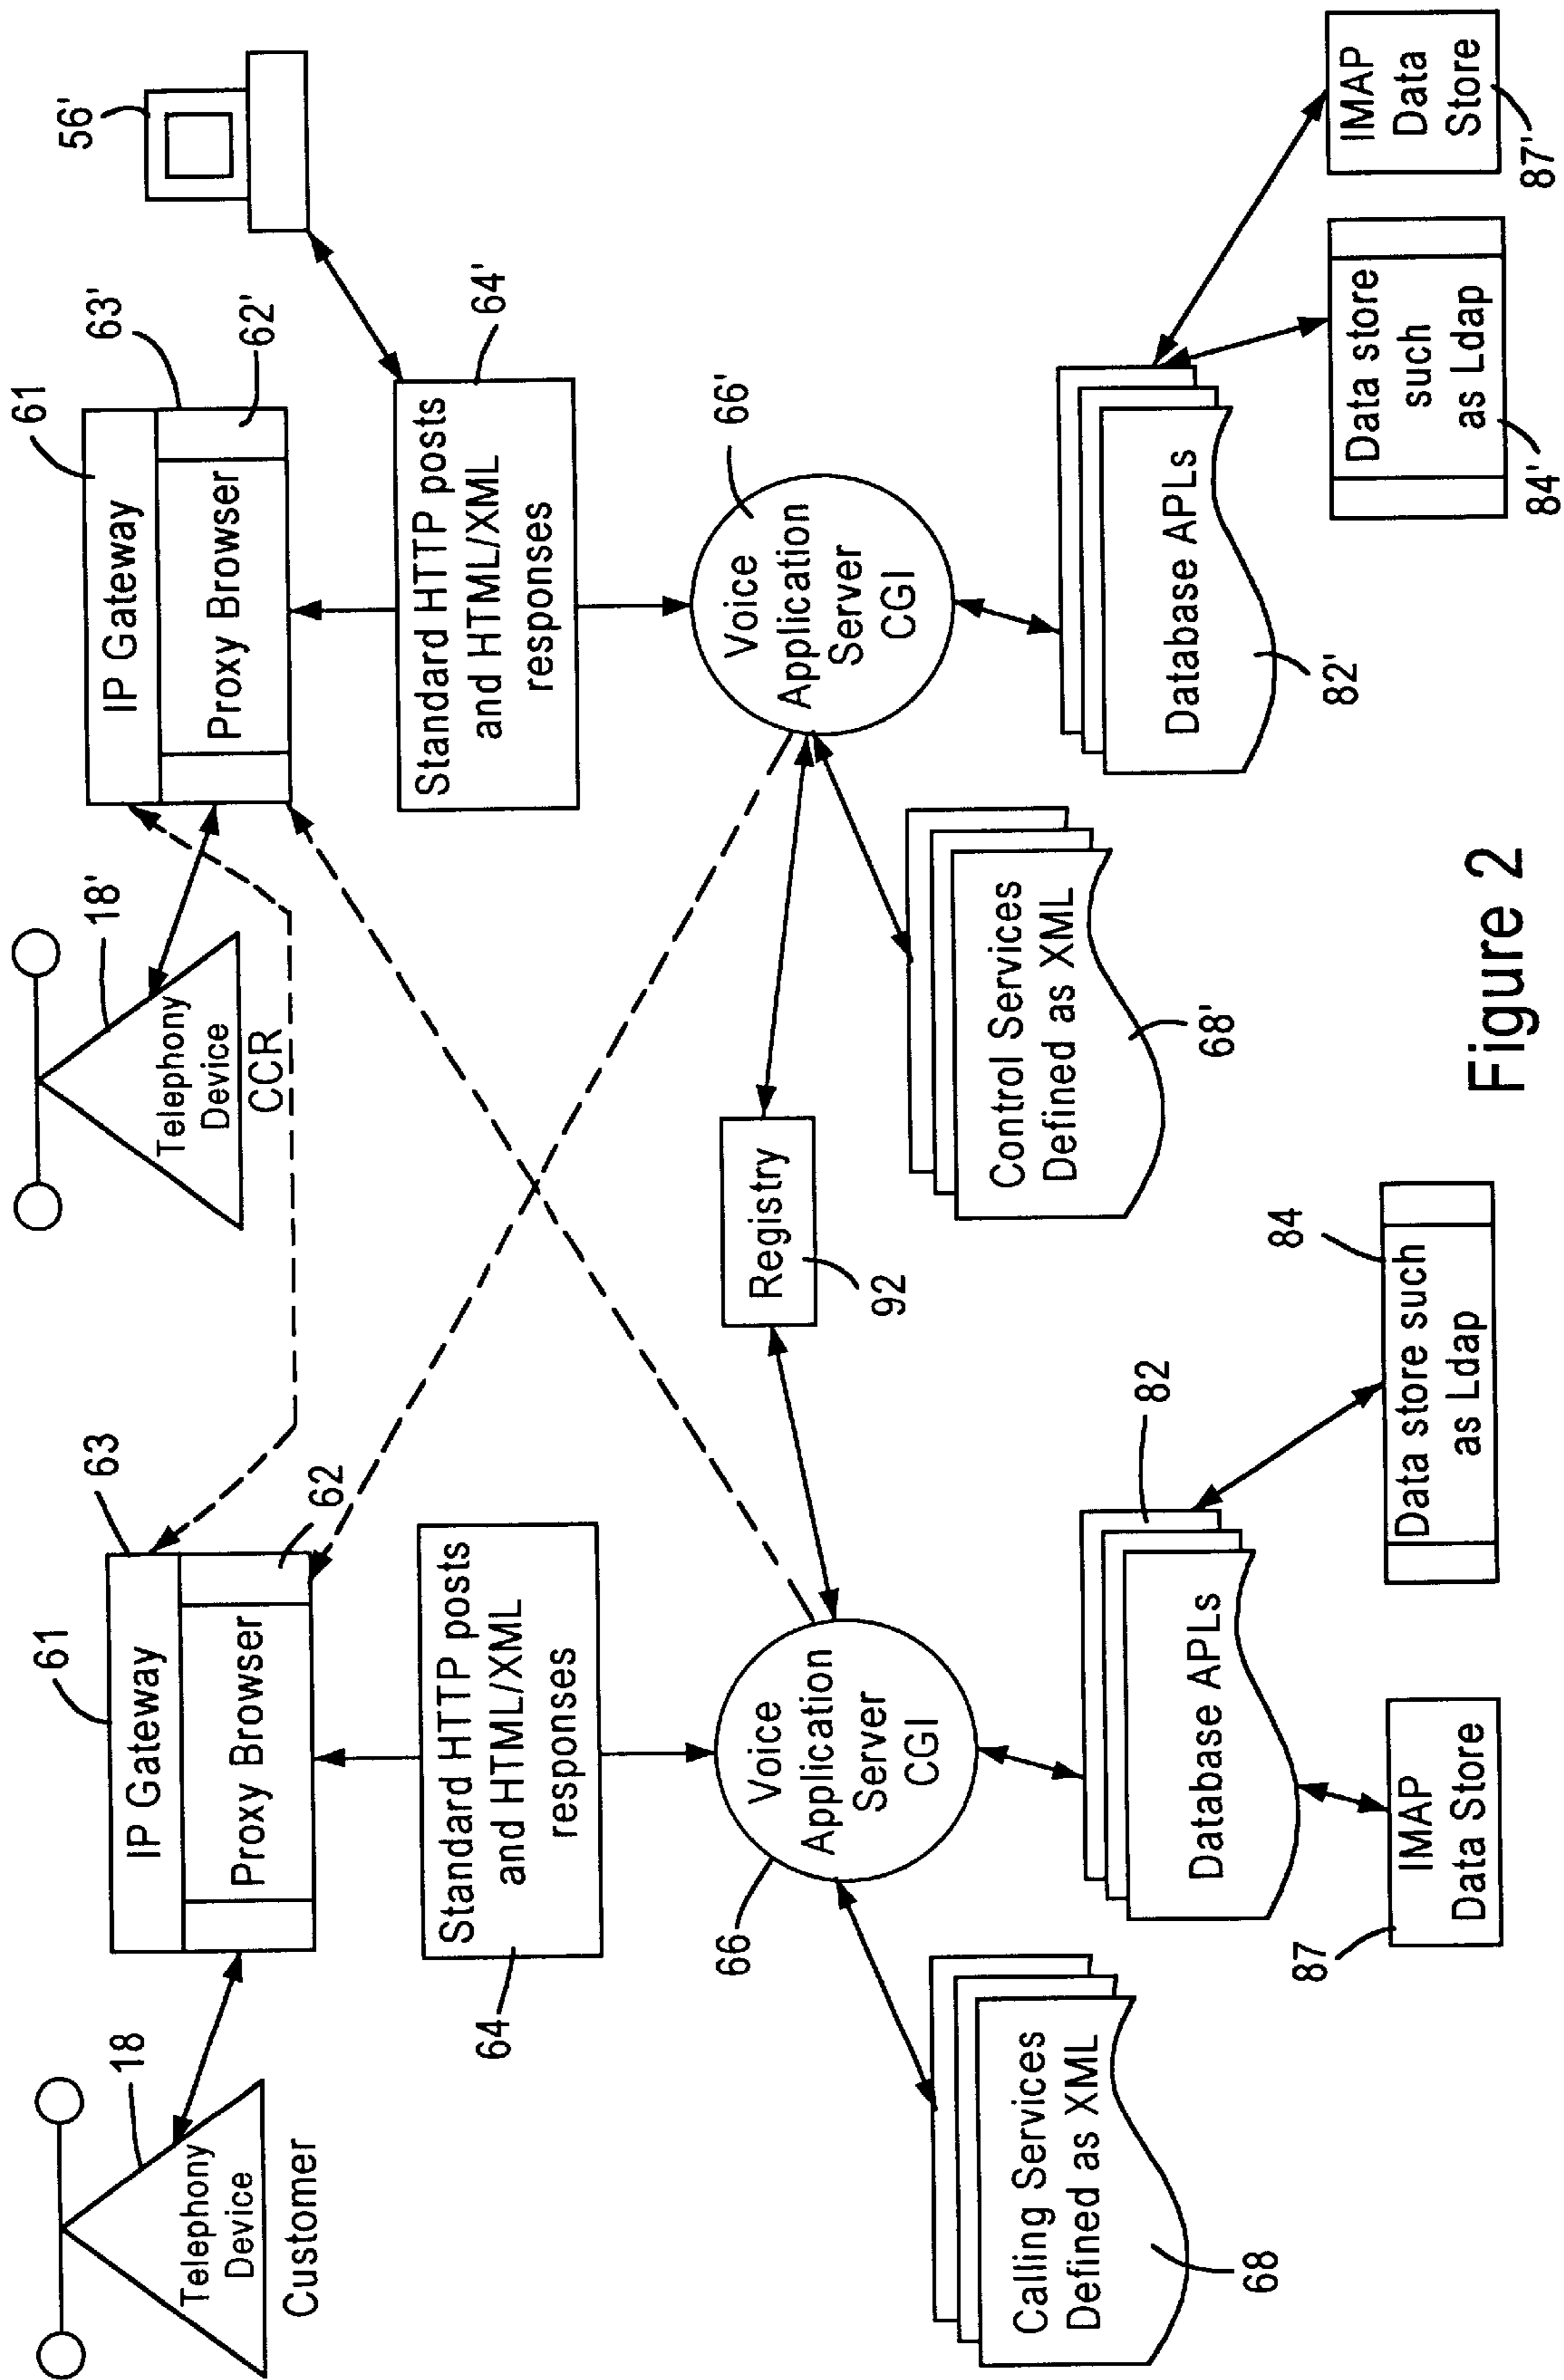 61
63
IP Gateway
Proxy Browser
62
18
Telephony
Device
Customer
64
Standard HTTP posts
and HTML/XML
responses
66
Voice
Application
Server
CGI
Calling Services
Defined as XML
68
82
Database APLs
87
IMAP
Data Store
84
Data store such
as Ldap
Registry
92
61
63'
IP Gateway
Proxy Browser
62'
18'
Telephony
Device
CCR
56'
64'
Standard HTTP posts
and HTML/XML
responses
66'
Voice
Application
Server
CGI
Control Services
Defined as XML
68'
Database APLs
82'
Data store
such
as Ldap
84'
IMAP
Data
Store
87'
Figure 2